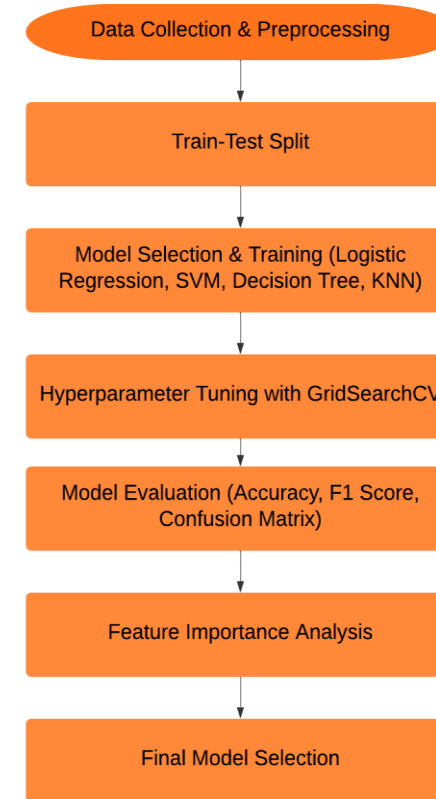 Data Collection & Preprocessing
Train-Test Split
Model Selection & Training (Logistic
Regression, SVM, Decision Tree, KNN)
Hyperparameter Tuning with GridSearchCV
Model Evaluation (Accuracy, F1 Score,
Confusion Matrix)
Feature Importance Analysis
Final Model Selection